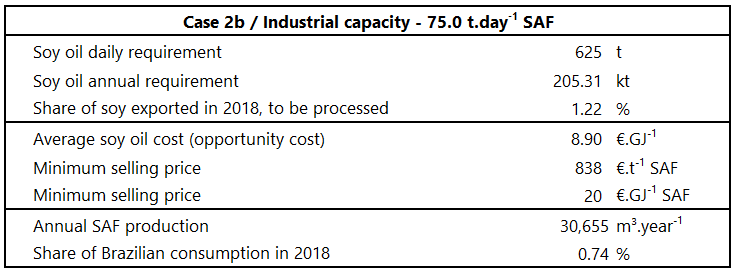 Case 2b / Industrial capacity - 75.0 t.day⁻¹ SAF
Soy oil daily requirement 625 t
Soy oil annual requirement 205.31 kt
Share of soy exported in 2018, to be processed 1.22 %
Average soy oil cost (opportunity cost) 8.90 €.GJ⁻¹
Minimum selling price 838 €.t⁻¹ SAF
Minimum selling price 20 €.GJ⁻¹ SAF
Annual SAF production 30,655 m³.year⁻¹
Share of Brazilian consumption in 2018 0.74 %